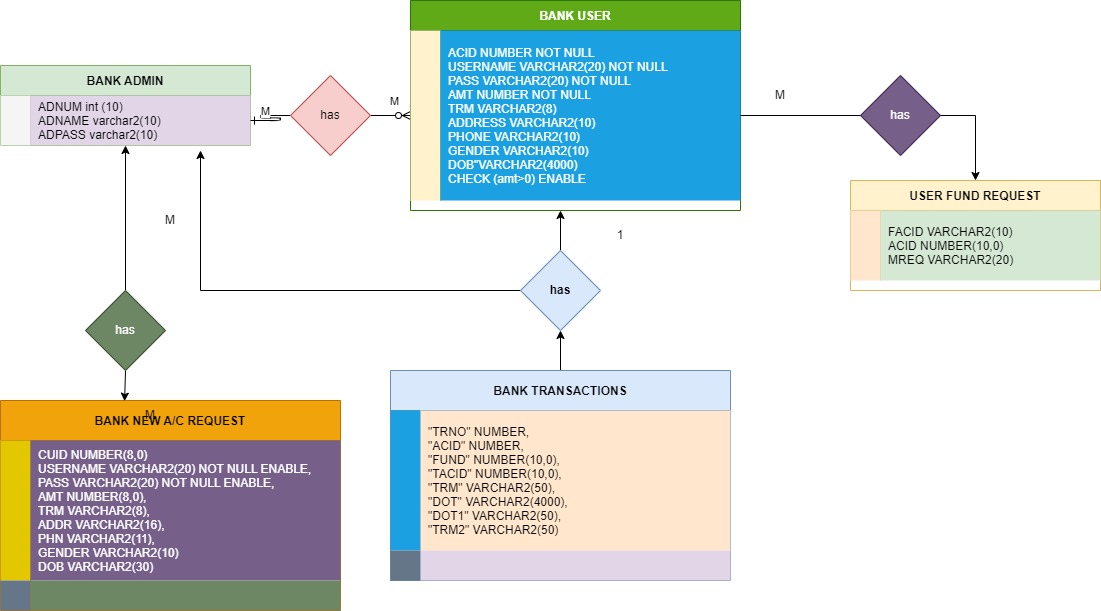 BANK USER
ACID NUMBER NOT NULL
USERNAME VARCHAR2(20) NOT NULL
PASS VARCHAR2(20) NOT NULL
AMT NUMBER NOT NULL
TRM VARCHAR2(8)
ADDRESS VARCHAR2(10)
PHONE VARCHAR2(10)
GENDER VARCHAR2(10)
DOB"VARCHAR2(4000)
CHECK (amt>0) ENABLE
BANK ADMIN
ADNUM int (10)
ADNAME varchar2(10)
ADPASS varchar2(10)
M
has
M
M
has
USER FUND REQUEST
FACID VARCHAR2(10)
ACID NUMBER(10,0)
MREQ VARCHAR2(20)
M
1
has
has
BANK TRANSACTIONS
"TRNO" NUMBER,
"ACID" NUMBER,
"FUND" NUMBER(10,0),
"TACID" NUMBER(10,0),
"TRM" VARCHAR2(50),
"DOT" VARCHAR2(4000),
"DOT1" VARCHAR2(50),
"TRM2" VARCHAR2(50)
M
BANK NEW A/C REQUEST
CUID NUMBER(8,0)
USERNAME VARCHAR2(20) NOT NULL ENABLE,
PASS VARCHAR2(20) NOT NULL ENABLE,
AMT NUMBER(8,0),
TRM VARCHAR2(8),
ADDR VARCHAR2(16),
PHN VARCHAR2(11),
GENDER VARCHAR2(10)
DOB VARCHAR2(30)